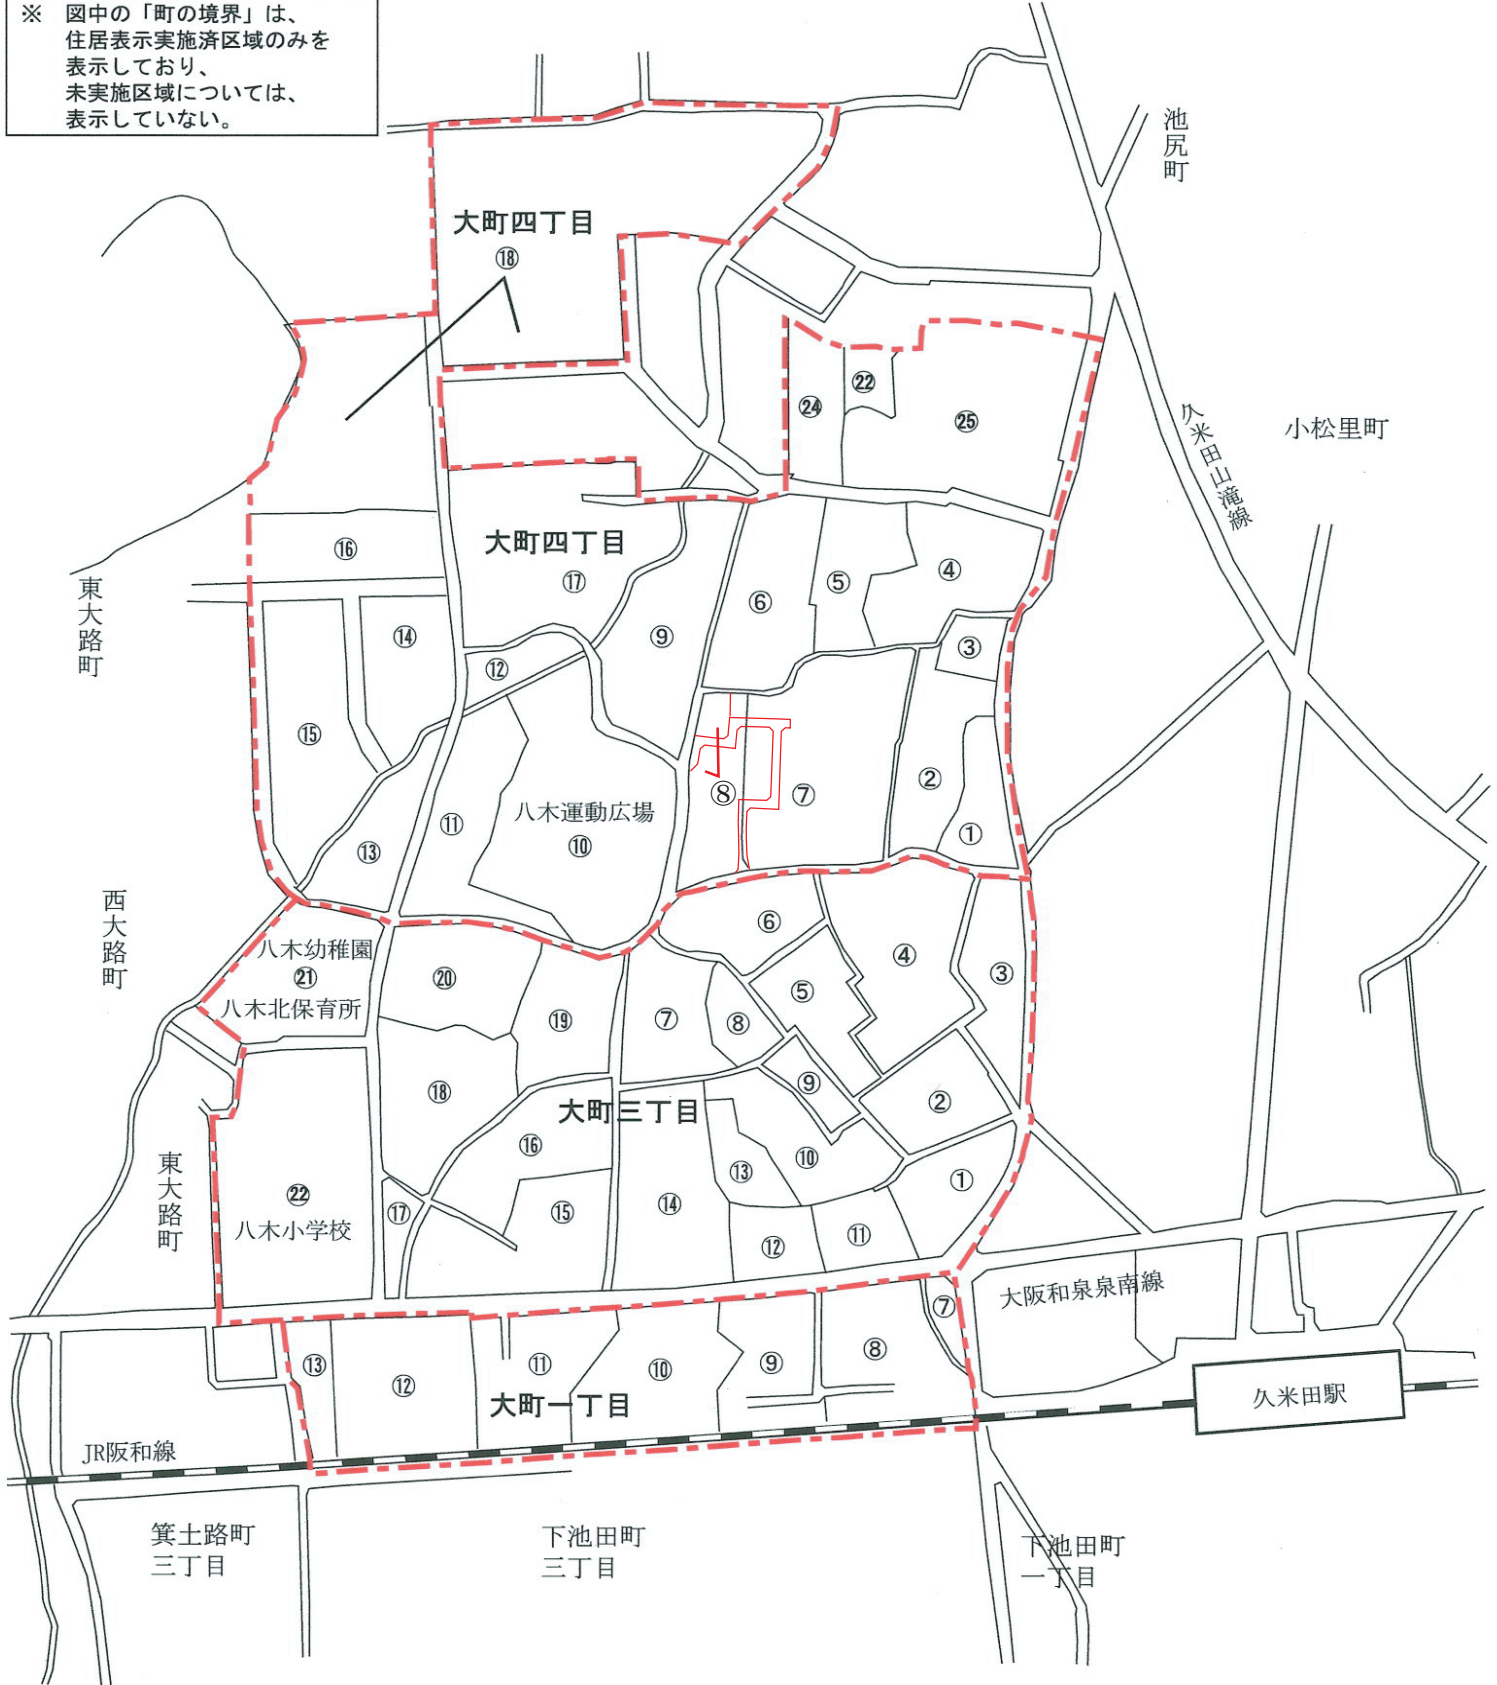 ※ 図中の「町の境界」は、
住居表示実施済区域のみを
表示しており、
未実施区域については、
表示していない。
池尻町
大町四丁目
⑱
㉒
㉔
㉕
久米田山滝線
小松里町
大町四丁目
⑯
⑰
⑤
④
⑥
東大路町
⑭
⑨
③
⑫
⑮
②
⑧
⑦
八木運動広場
⑩
⑪
①
⑬
西大路町
八木幼稚園
㉑
八木北保育所
⑥
④
⑳
③
⑤
⑲
⑦
⑧
⑱
⑨
②
大町三丁目
⑯
⑩
⑬
東大路町
①
㉒
八木小学校
⑰
⑮
⑭
⑫
⑪
大阪和泉泉南線
⑦
⑬
⑫
⑪
⑩
⑨
⑧
大町一丁目
久米田駅
JR阪和線
箕土路町
三丁目
下池田町
三丁目
下池田町
一丁目